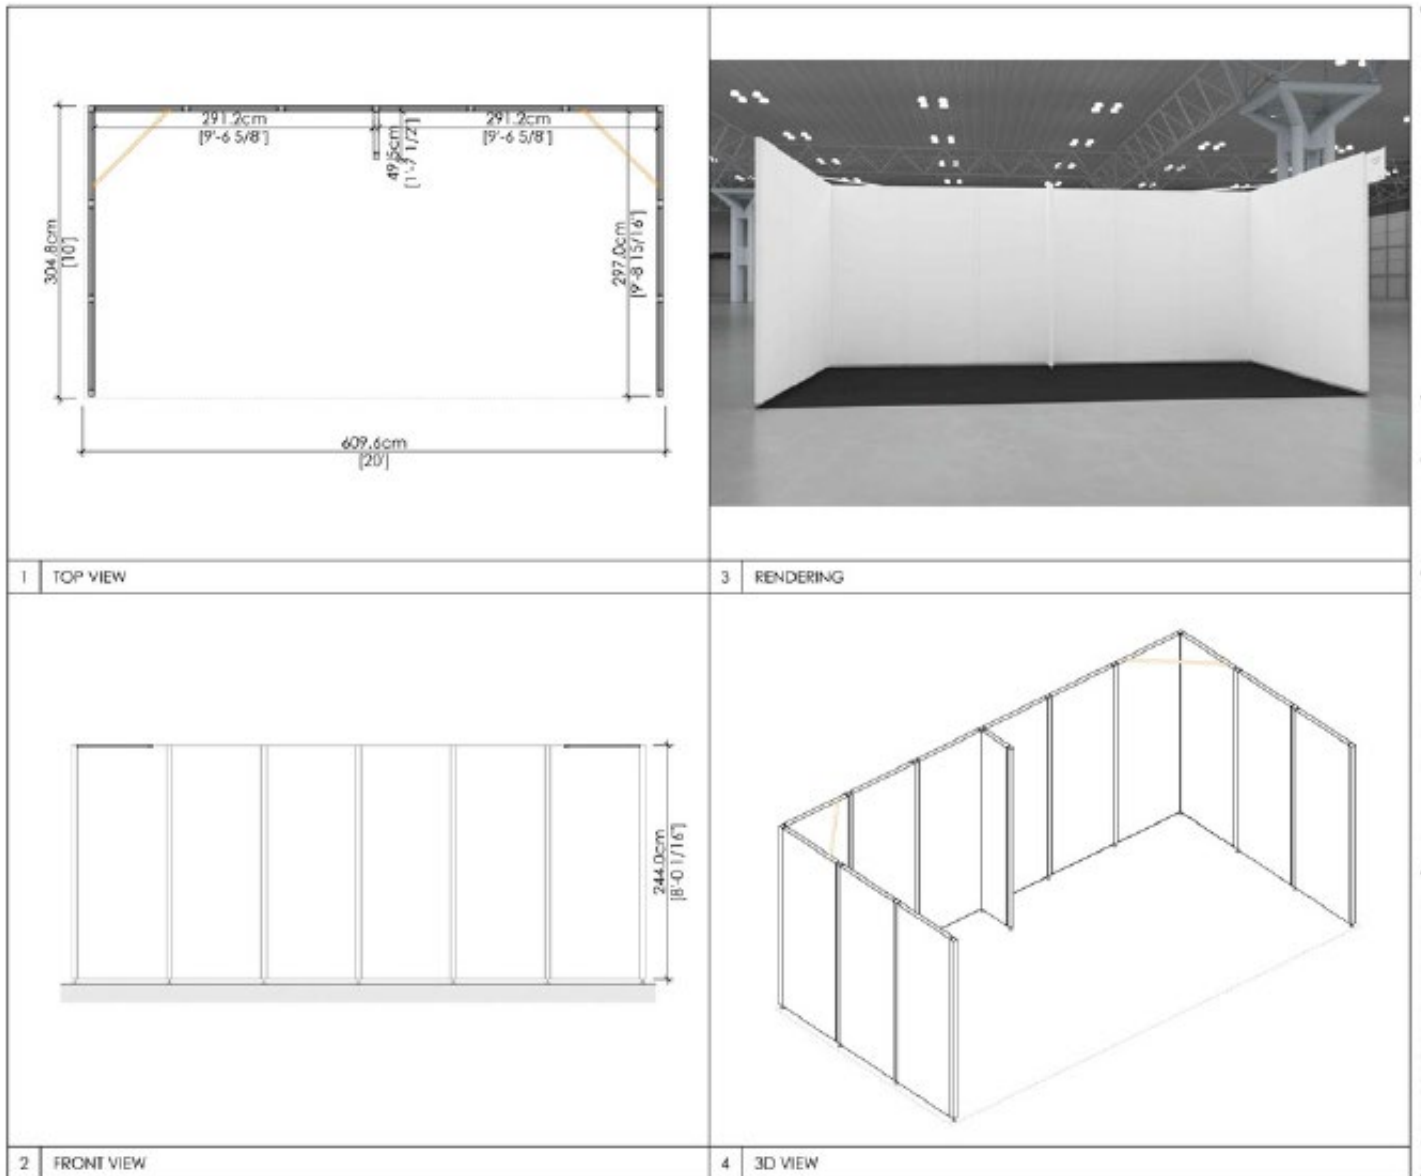 291.2cm
[9'-6 5/8"]
49.5cm
[1'-7 1/2"]
291.2cm
[9'-6 5/8"]
304.8cm
[10']
297.0cm
[9'-8 15/16"]
609.6cm
[20']
1 TOP VIEW
3 RENDERING
244.0cm
[8'-0 1/16"]
2 FRONT VIEW
4 3D VIEW